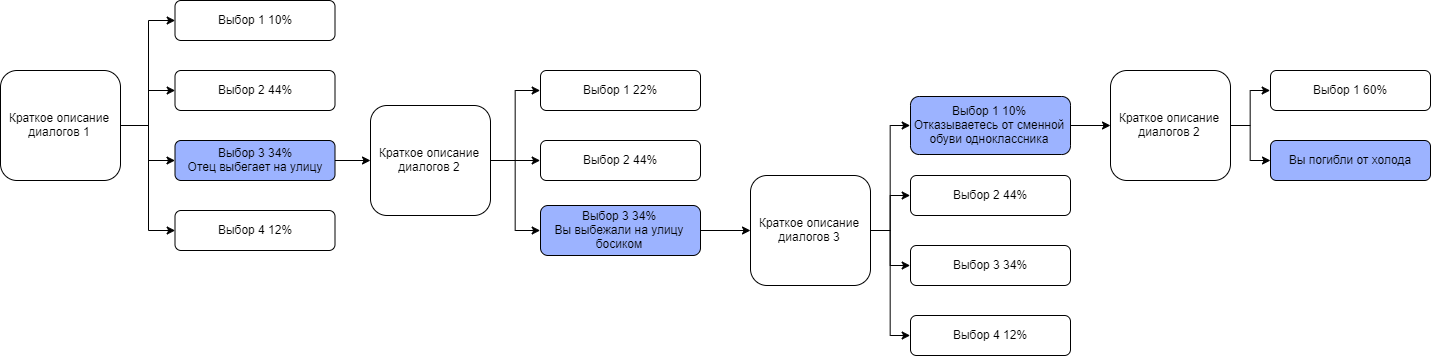 Краткое описание
диалогов 1
Выбор 1 10%
Выбор 2 44%
Выбор 3 34%
Отец выбегает на улицу
Выбор 4 12%
Краткое описание
диалогов 2
Выбор 1 22%
Выбор 2 44%
Выбор 3 34%
Вы выбежали на улицу
босиком
Краткое описание
диалогов 3
Выбор 1 10%
Отказываетесь от сменной
обуви одноклассника
Выбор 2 44%
Выбор 3 34%
Выбор 4 12%
Краткое описание
диалогов 2
Выбор 1 60%
Вы погибли от холода